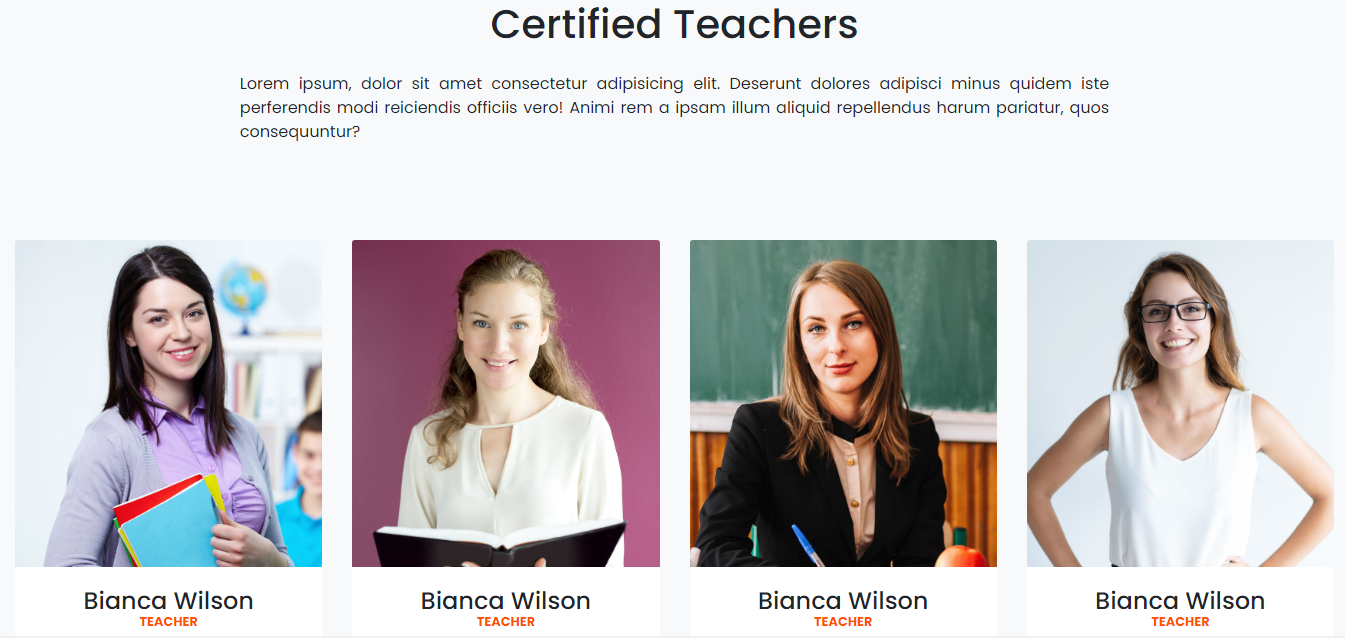 Certified Teachers
Lorem ipsum, dolor sit amet consectetur adipisicing elit. Deserunt dolores adipisci minus quidem iste
perferendis modi reiciendis officiis vero! Animi rem a ipsam illum aliquid repellendus harum pariatur, quos
consequuntur?
Bianca Wilson
TEACHER
Bianca Wilson
TEACHER
Bianca Wilson
TEACHER
Bianca Wilson
TEACHER